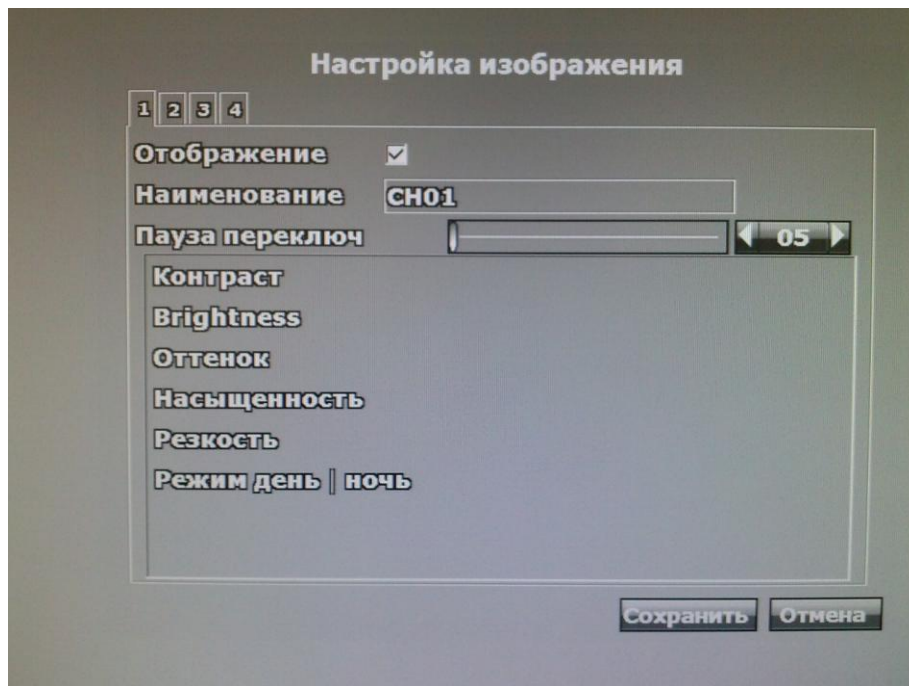 Настройка изображения
1 2 3 4
Отображение
Наименование CH01
Пауза переключ 05
Контраст
Brightness
Оттенок
Насыщенность
Резкость
Режим день | ночь
Сохранить Отмена